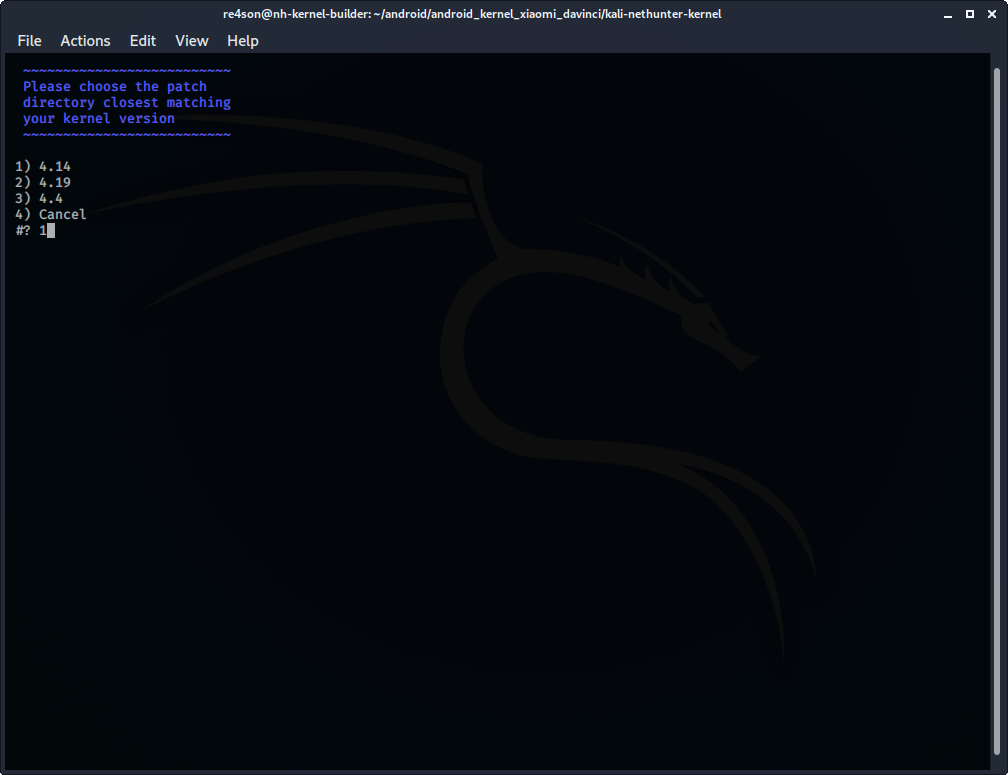 re4son@nh-kernel-builder: ~/android/android_kernel_xiaomi_davinci/kali-nethunter-kernel
File Actions Edit View Help
~~~~~~~~~~~~~~~~~~~~~~~~~~
Please choose the patch
directory closest matching
your kernel version
~~~~~~~~~~~~~~~~~~~~~~~~~~
1) 4.14
2) 4.19
3) 4.4
4) Cancel
#? 1